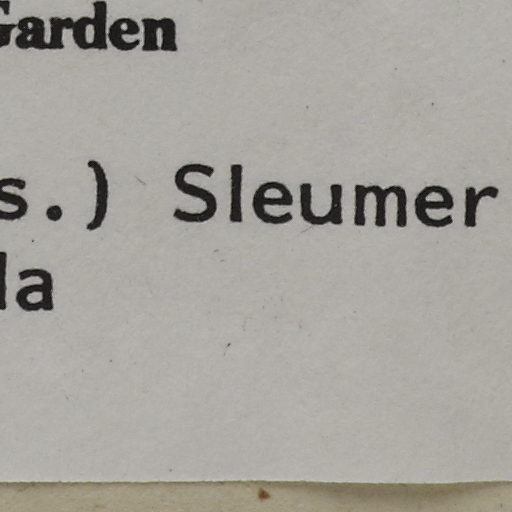 Garden
s.) Sleumer
la